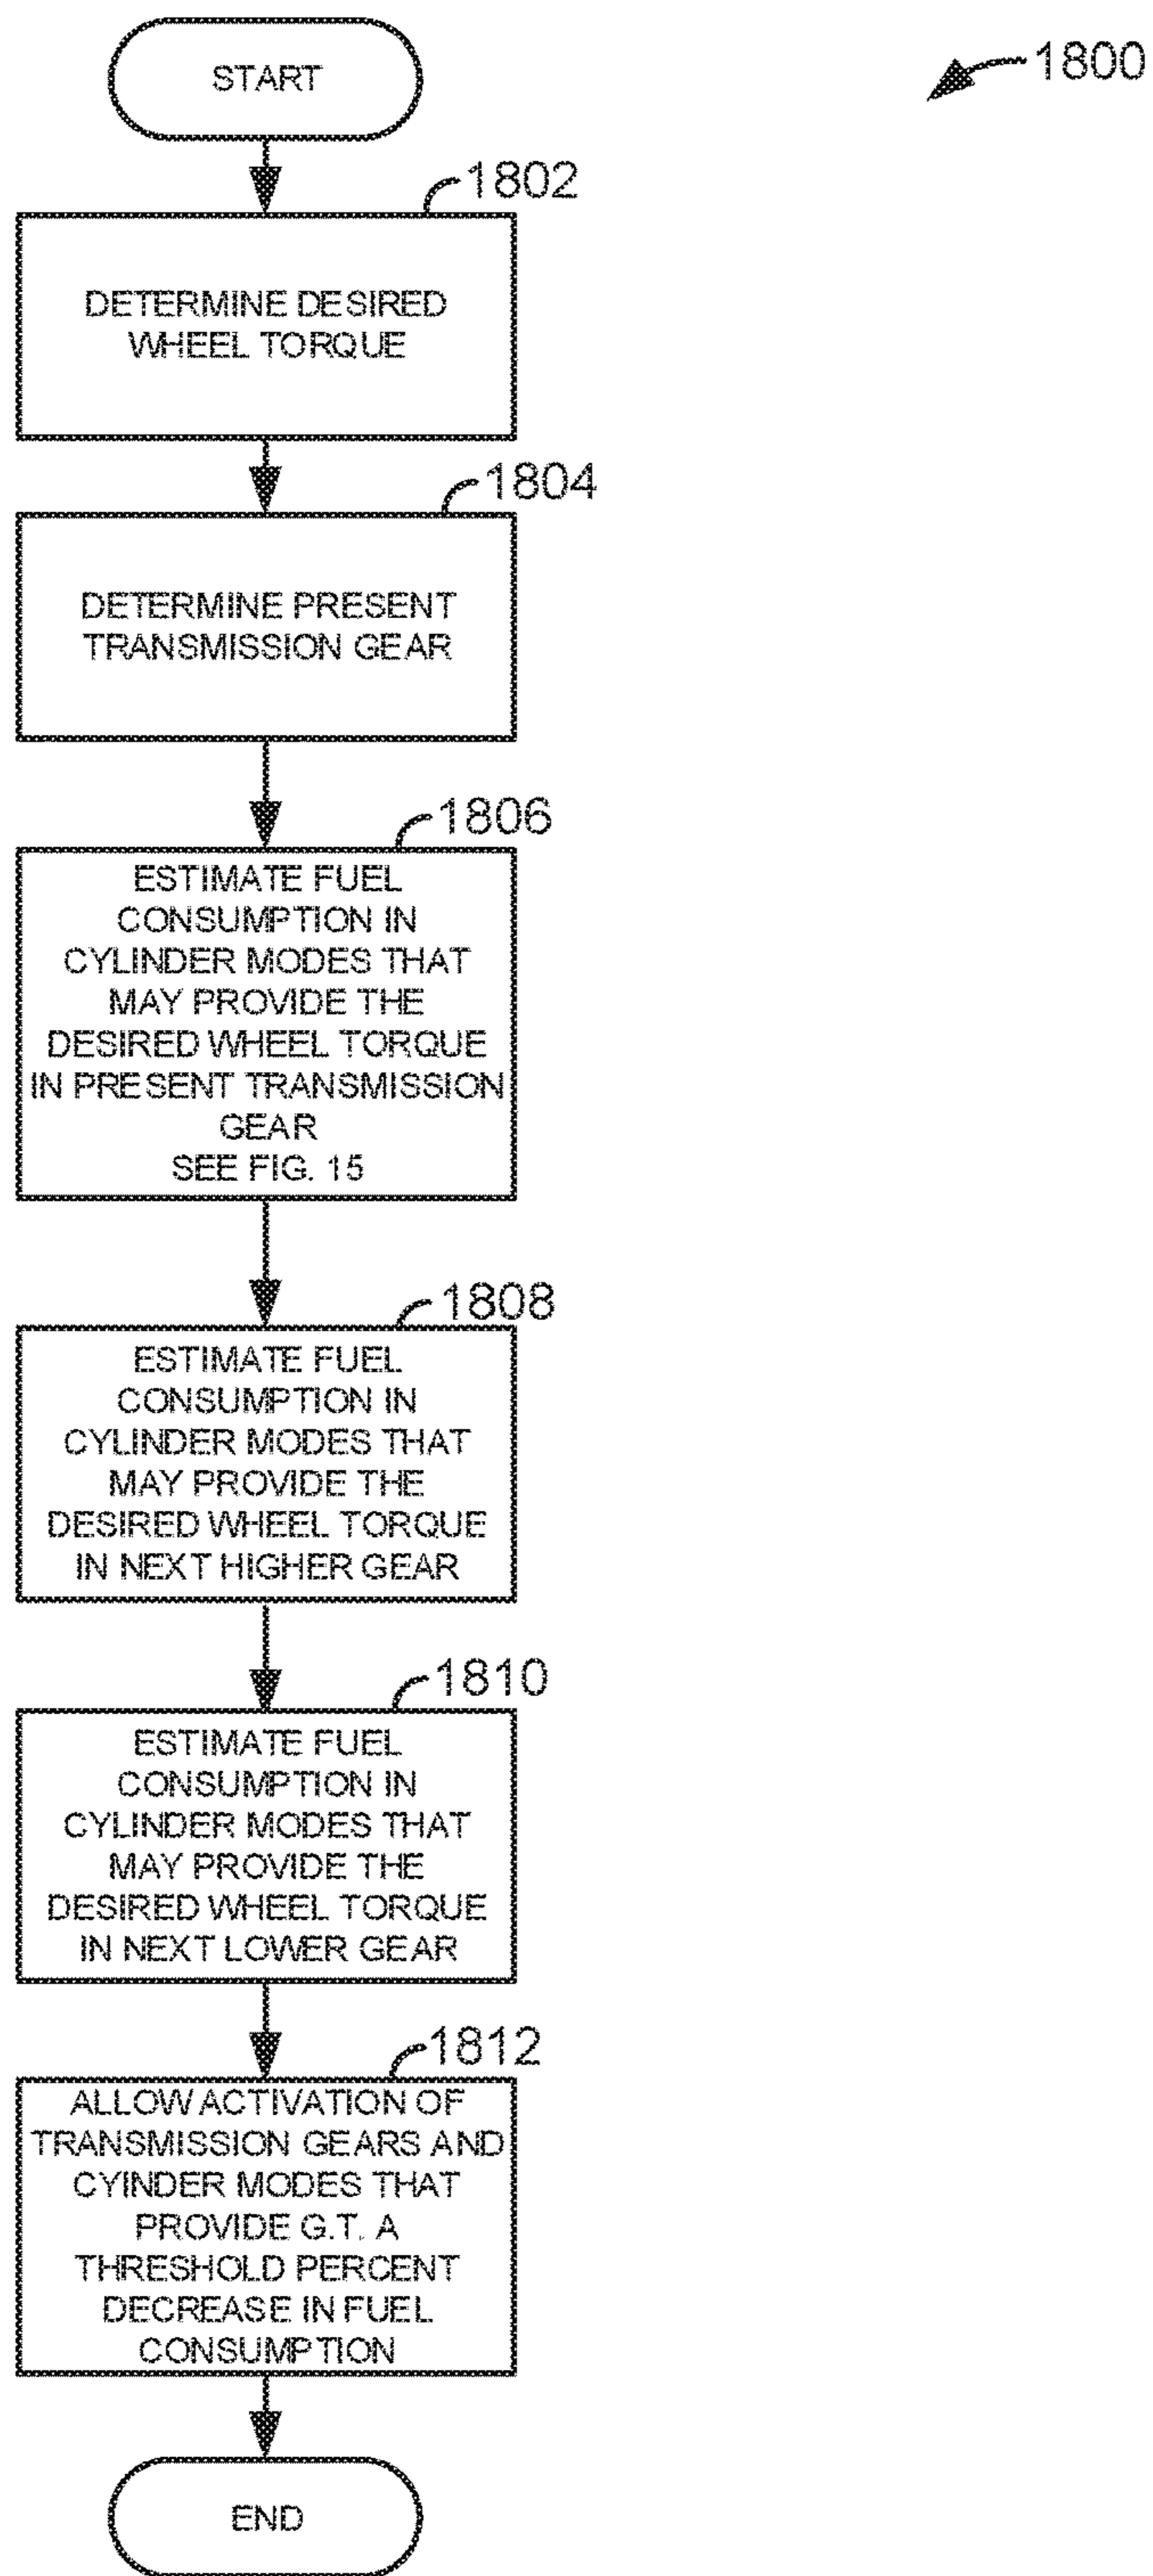 START
1800
1802
DETERMINE DESIRED
WHEEL TORQUE
1804
DETERMINE PRESENT
TRANSMISSION GEAR
1806
ESTIMATE FUEL
CONSUMPTION IN
CYLINDER MODES THAT
MAY PROVIDE THE
DESIRED WHEEL TORQUE
IN PRESENT TRANSMISSION
GEAR
SEE FIG. 15
1808
ESTIMATE FUEL
CONSUMPTION IN
CYLINDER MODES THAT
MAY PROVIDE THE
DESIRED WHEEL TORQUE
IN NEXT HIGHER GEAR
1810
ESTIMATE FUEL
CONSUMPTION IN
CYLINDER MODES THAT
MAY PROVIDE THE
DESIRED WHEEL TORQUE
IN NEXT LOWER GEAR
1812
ALLOW ACTIVATION OF
TRANSMISSION GEARS AND
CYINDER MODES THAT
PROVIDE G.T. A
THRESHOLD PERCENT
DECREASE IN FUEL
CONSUMPTION
END